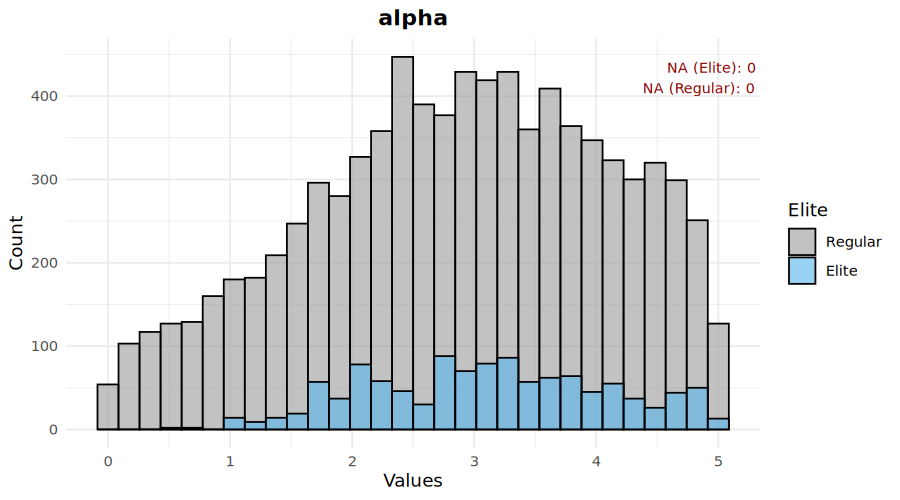 alpha
NA (Elite): 0
NA (Regular): 0
400
300
200
100
0
Count
0 1 2 3 4 5
Values
Elite
Regular
Elite